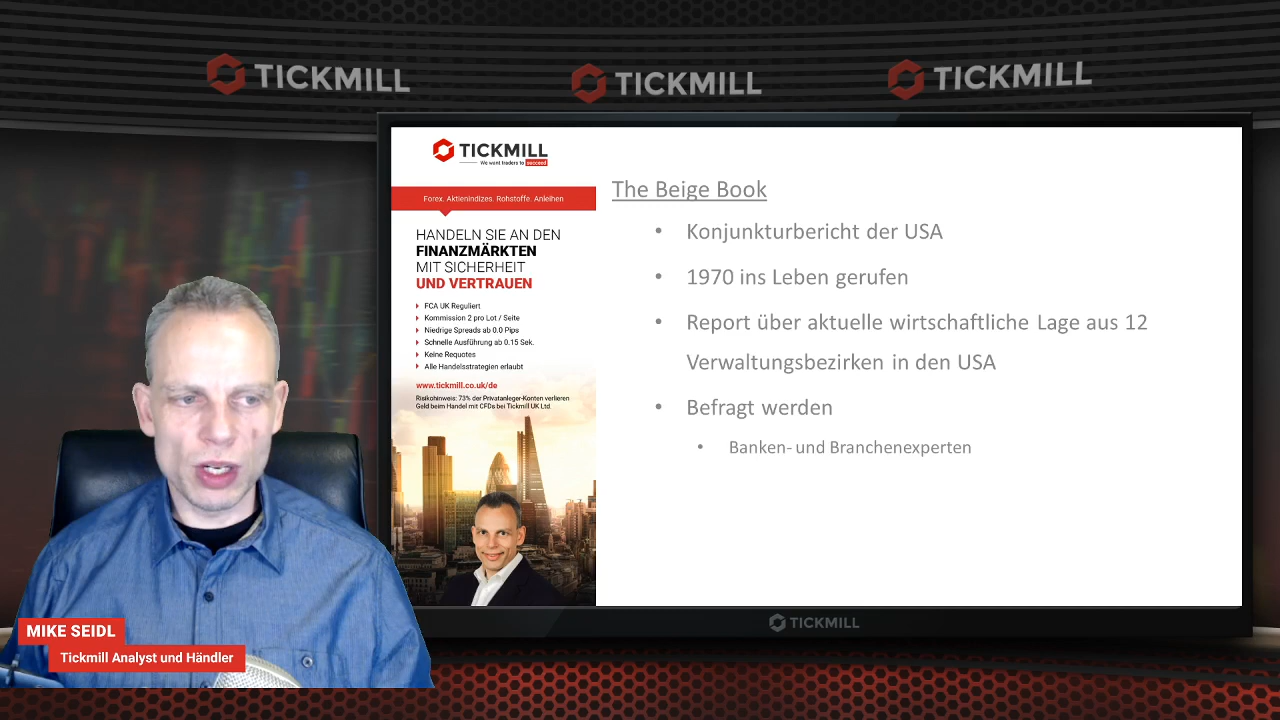 TICKMILL
TICKMILL
TICKMILL
TICKMILL
We want traders to succeed
Forex. Aktienindizes. Rohstoffe. Anleihen
HANDELN SIE AN DEN
FINANZMÄRKTEN
MIT SICHERHEIT
UND VERTRAUEN
FCA UK Reguliert
Kommission 2 pro Lot / Seite
Niedrige Spreads ab 0.0 Pips
Schnelle Ausführung ab 0.15 Sek.
Keine Requotes
Alle Handelsstrategien erlaubt
www.tickmill.co.uk/de
Risikohinweis: 73% der Privatanleger-Konten verlieren
Geld beim Handel mit CFDs bei Tickmill UK Ltd.
The Beige Book
• Konjunkturbericht der USA
• 1970 ins Leben gerufen
• Report über aktuelle wirtschaftliche Lage aus 12
Verwaltungsbezirken in den USA
• Befragt werden
• Banken- und Branchenexperten
TICKMILL
MIKE SEIDL
Tickmill Analyst und Händler